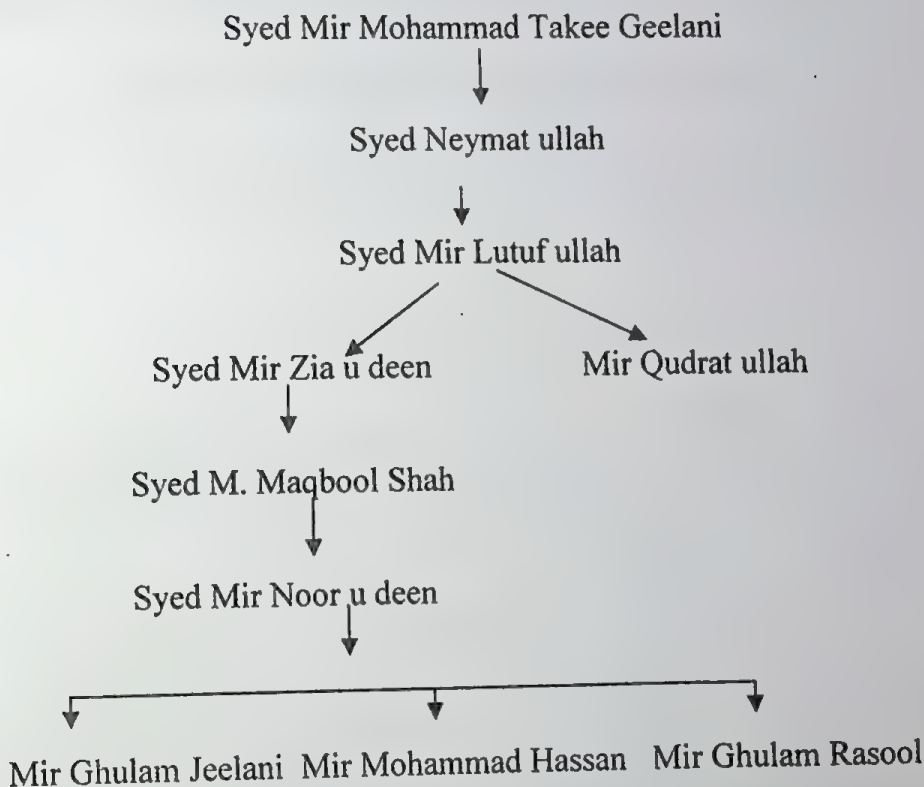 Syed Mir Mohammad Takee Geelani
Syed Neymat ullah
Syed Mir Lutuf ullah
Syed Mir Zia u deen Mir Qudrat ullah
Syed M. Maqbool Shah
Syed Mir Noor u deen
Mir Ghulam Jeelani Mir Mohammad Hassan Mir Ghulam Rasool